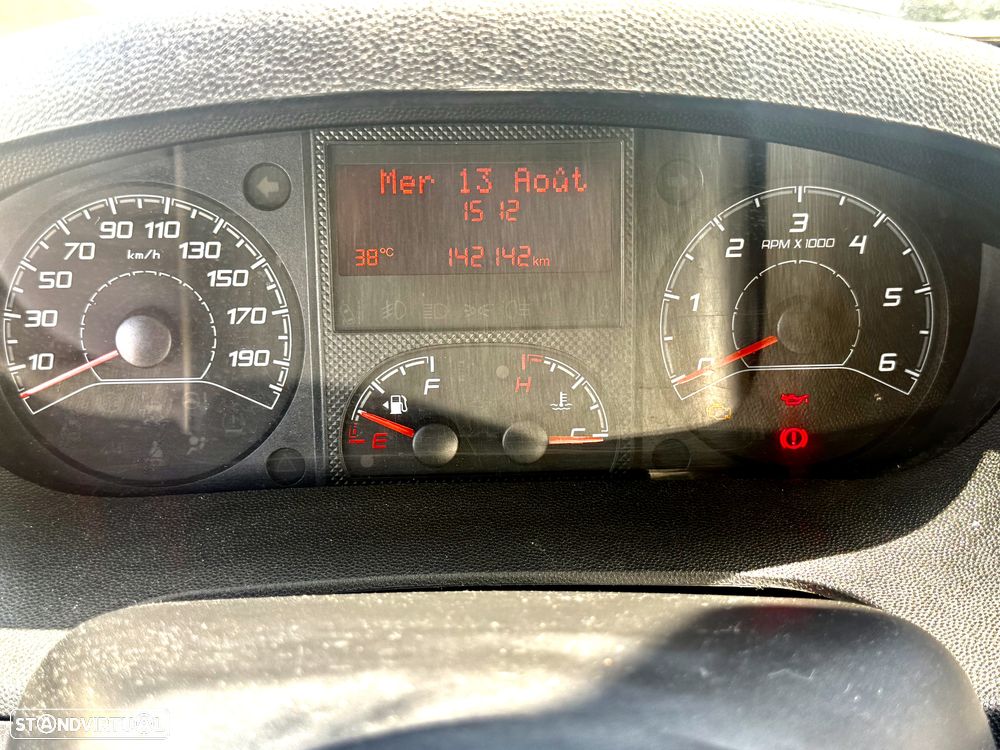 Mer 13 Août
15 12
38°C 142 142 km
10 30 50 70 90 110 130 150 170 190
km/h
0 1 2 3 4 5 6
RPM X 1000
E F
H C
STANDVIRTUAL